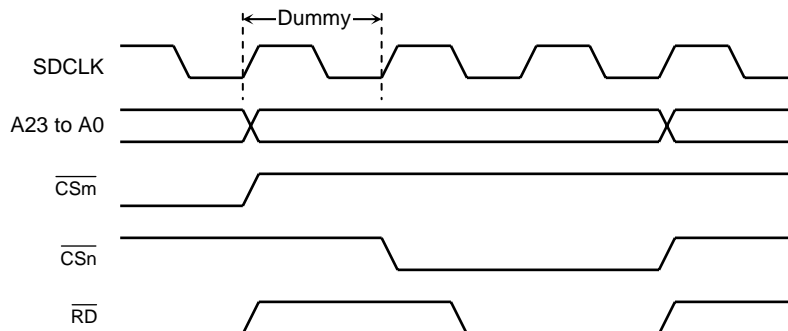 Dummy
SDCLK
A23 to A0
CSm
CSn
RD